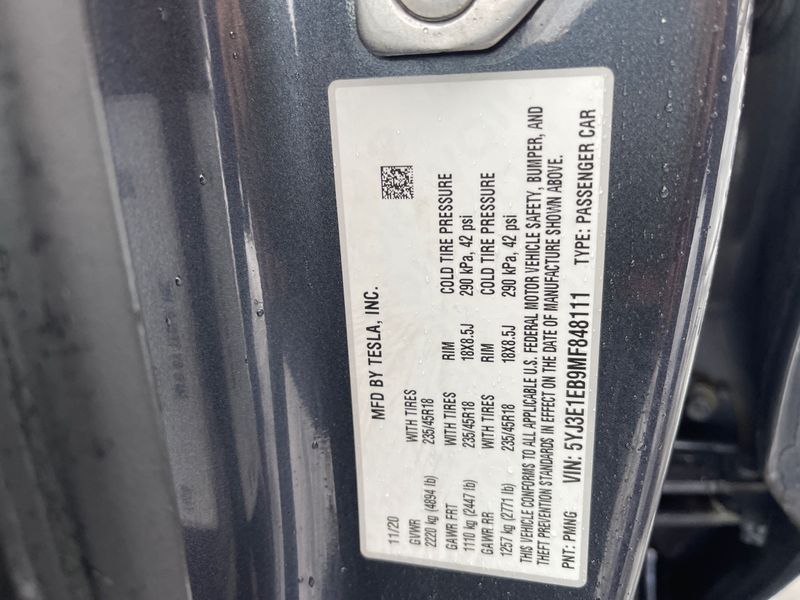 MFD BY TESLA, INC.
11/20
GVWR WITH TIRES
2220 kg (4894 lb) 235/45R18
GAWR FRT WITH TIRES RIM COLD TIRE PRESSURE
1110 kg (2447 lb) 235/45R18 18X8.5J 290 kPa, 42 psi
GAWR RR WITH TIRES RIM COLD TIRE PRESSURE
1257 kg (2771 lb) 235/45R18 18X8.5J 290 kPa, 42 psi
THIS VEHICLE CONFORMS TO ALL APPLICABLE U.S. FEDERAL MOTOR VEHICLE SAFETY, BUMPER, AND
THEFT PREVENTION STANDARDS IN EFFECT ON THE DATE OF MANUFACTURE SHOWN ABOVE.
PNT: PMNG VIN: 5YJ3E1EB9MF848111 TYPE: PASSENGER CAR